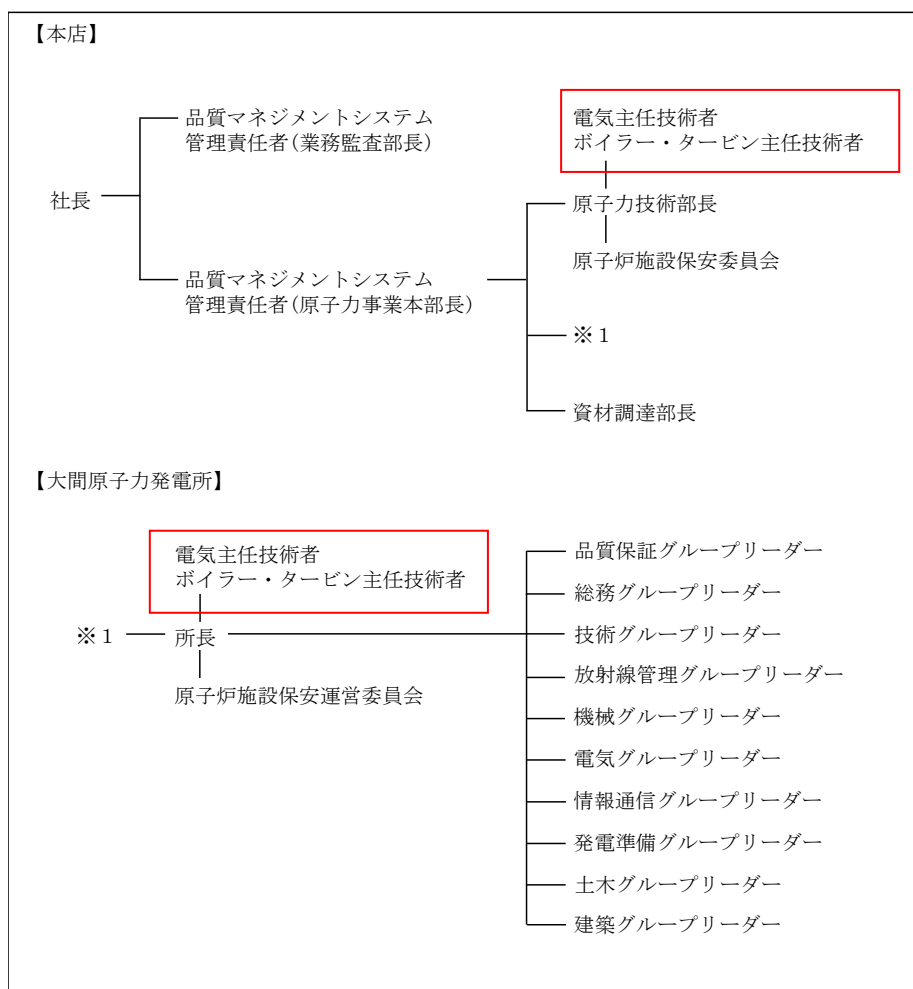 【本店】
品質マネジメントシステム
管理責任者(業務監査部長)
電気主任技術者
ボイラー・タービン主任技術者
社長
原子力技術部長
原子炉施設保安委員会
品質マネジメントシステム
管理責任者(原子力事業本部長)
※1
資材調達部長
【大間原子力発電所】
電気主任技術者
ボイラー・タービン主任技術者
※1
所長
原子炉施設保安運営委員会
品質保証グループリーダー
総務グループリーダー
技術グループリーダー
放射線管理グループリーダー
機械グループリーダー
電気グループリーダー
情報通信グループリーダー
発電準備グループリーダー
土木グループリーダー
建築グループリーダー